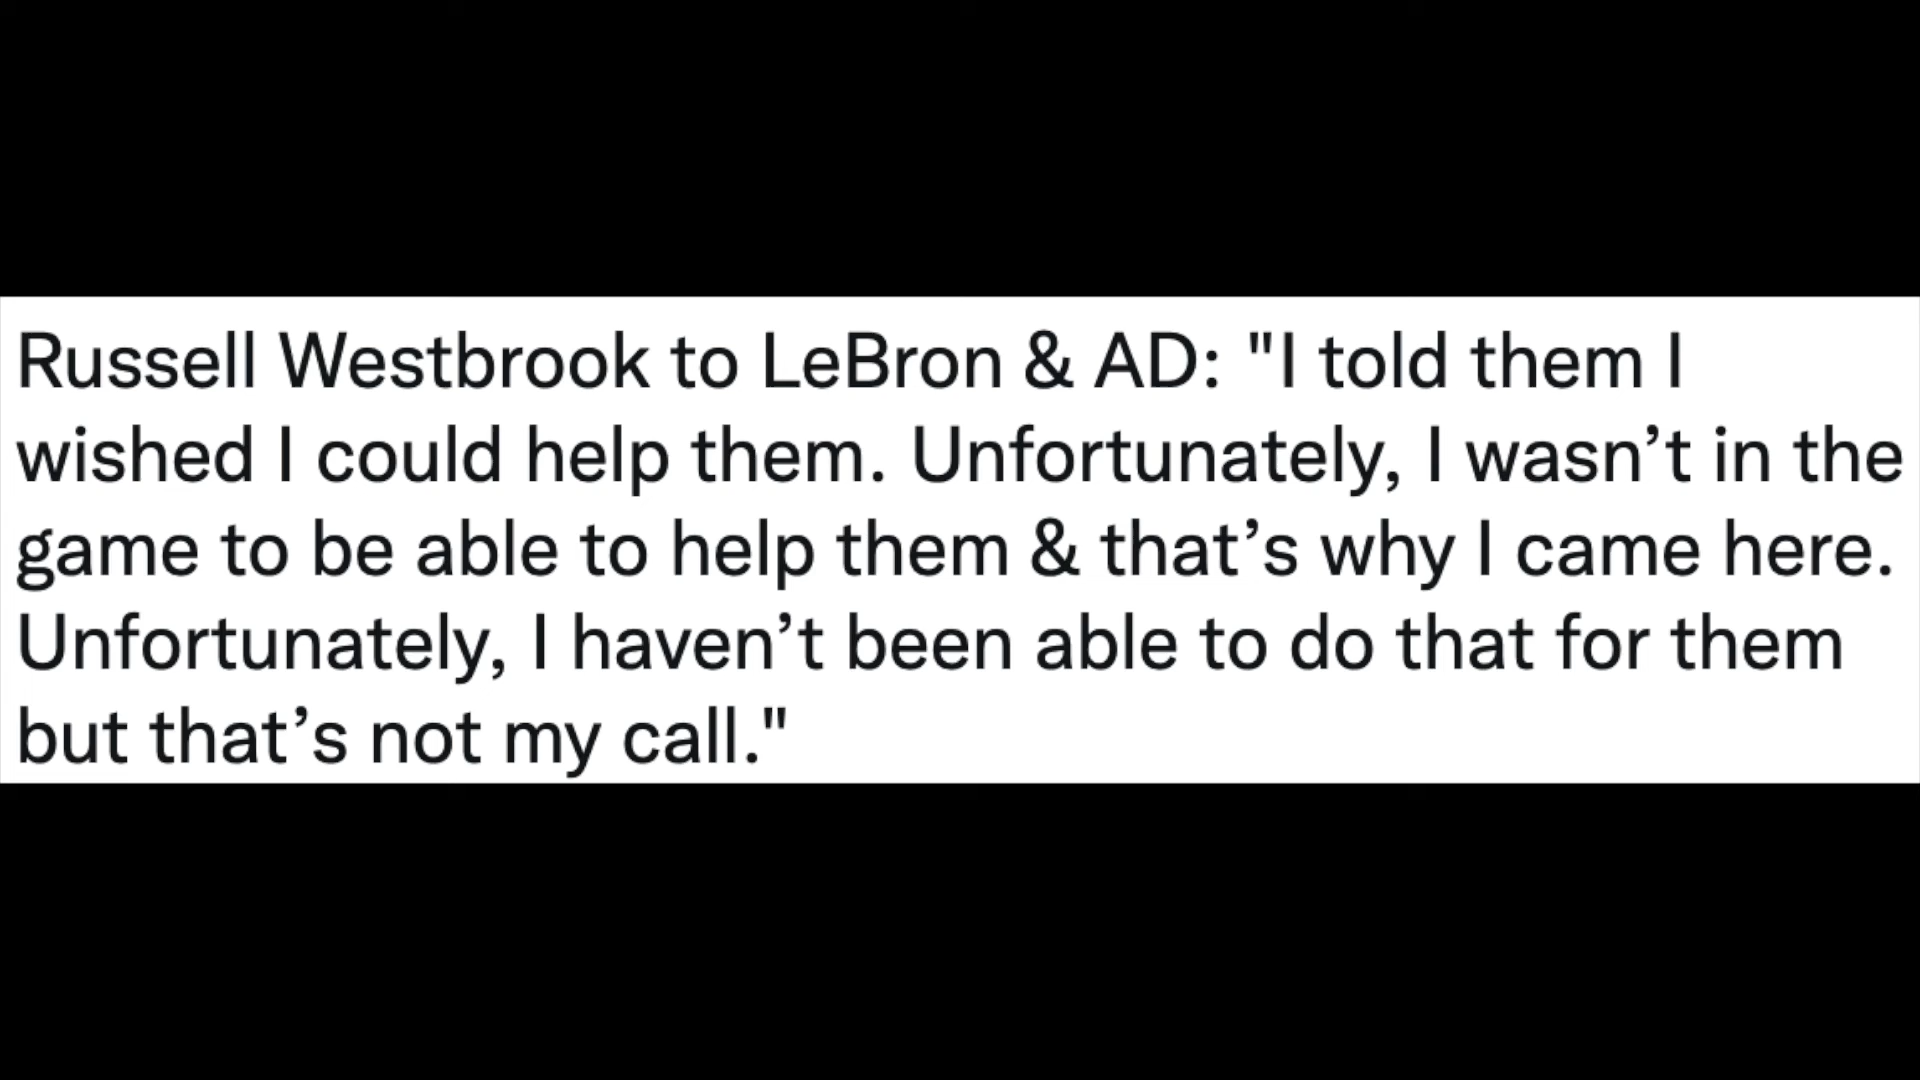 Russell Westbrook to LeBron & AD: "I told them I
wished I could help them. Unfortunately, I wasn’t in the
game to be able to help them & that’s why I came here.
Unfortunately, I haven’t been able to do that for them
but that’s not my call."